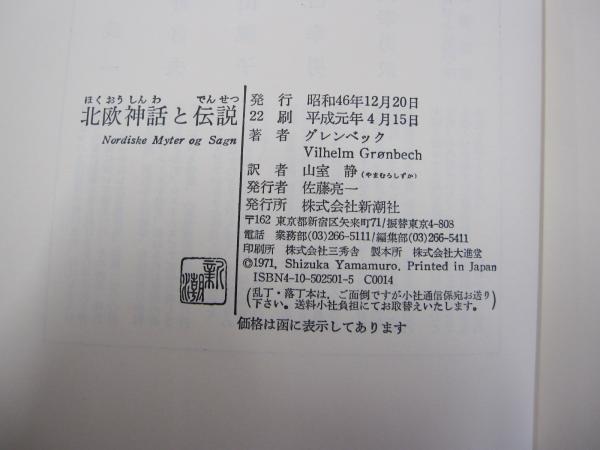 ほくおうしんわ でんせつ
北欧神話と伝説
Nordiske Myter og Sagn
発行 昭和46年12月20日
22刷 平成元年4月15日
著者 グレンベック
Vilhelm Grønbech
訳者 山室 静(やまむろしずか)
発行者 佐藤亮一
発行所 株式会社新潮社
〒162 東京都新宿区矢来町71/振替東京4-808
電話 業務部(03)266-5111/編集部(03)266-5411
印刷所 株式会社三秀舎 製本所 株式会社大進堂
©1971, Shizuka Yamamuro, Printed in Japan
ISBN4-10-502501-5 C0014
(乱丁・落丁本は、ご面倒ですが小社通信係宛お送り
下さい。送料小社負担にてお取替えいたします。)
新潮
価格は函に表示してあります